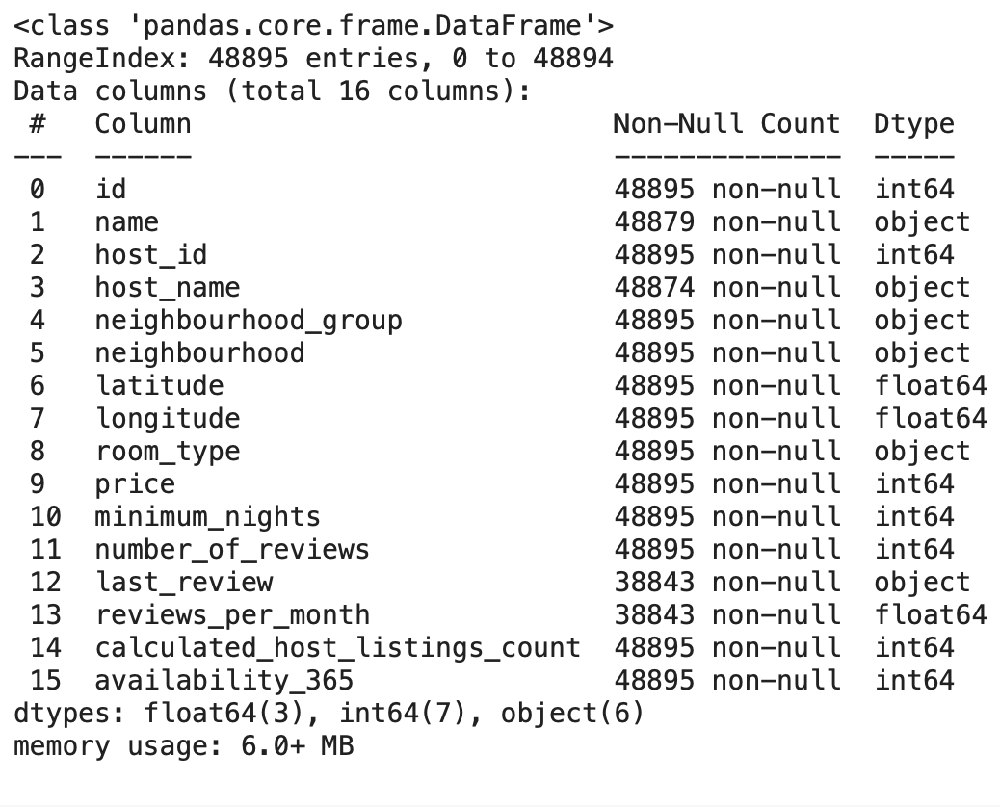 <class 'pandas.core.frame.DataFrame'>
RangeIndex: 48895 entries, 0 to 48894
Data columns (total 16 columns):
 #   Column                          Non-Null Count  Dtype
---  ------                          --------------  -----
 0   id                              48895 non-null  int64
 1   name                            48879 non-null  object
 2   host_id                         48895 non-null  int64
 3   host_name                       48874 non-null  object
 4   neighbourhood_group             48895 non-null  object
 5   neighbourhood                   48895 non-null  object
 6   latitude                        48895 non-null  float64
 7   longitude                       48895 non-null  float64
 8   room_type                       48895 non-null  object
 9   price                           48895 non-null  int64
 10  minimum_nights                  48895 non-null  int64
 11  number_of_reviews               48895 non-null  int64
 12  last_review                     38843 non-null  object
 13  reviews_per_month               38843 non-null  float64
 14  calculated_host_listings_count  48895 non-null  int64
 15  availability_365                48895 non-null  int64
dtypes: float64(3), int64(7), object(6)
memory usage: 6.0+ MB